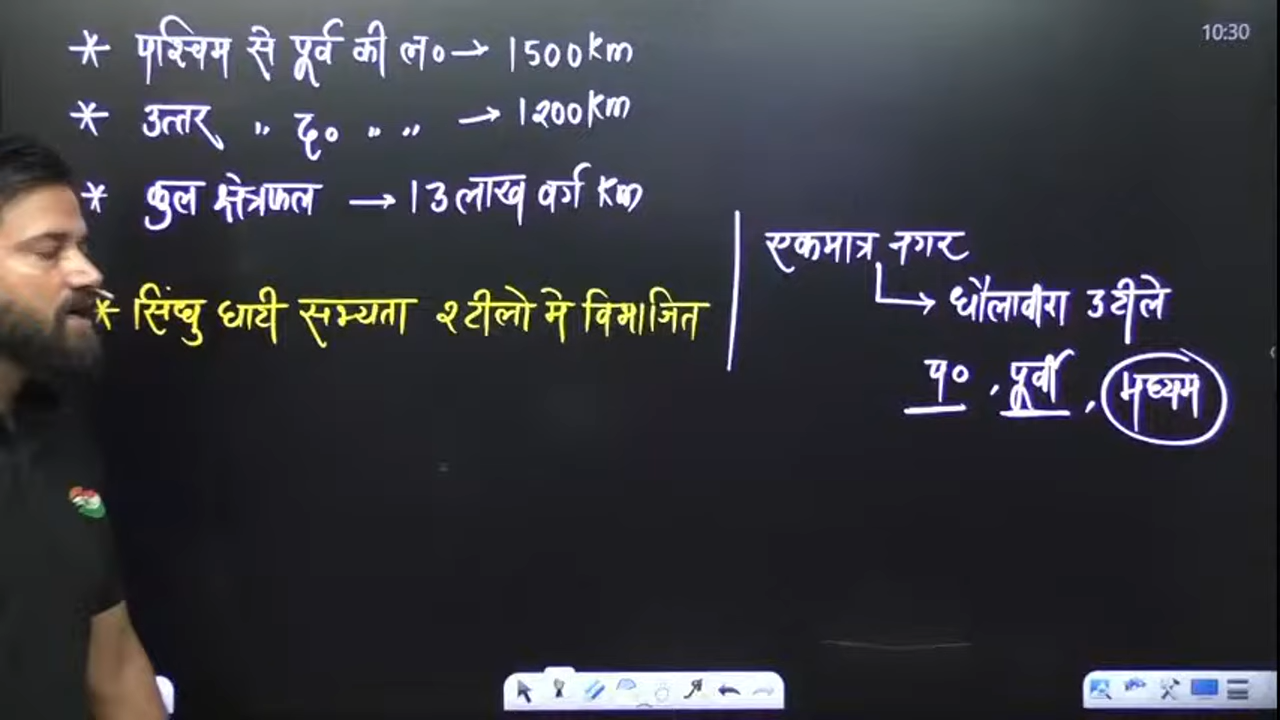 10:30
* पश्चिम से पूर्व की ल० → 1500 Km
* उत्तर " द० " " → 1200 Km
* कुल क्षेत्रफल → 13 लाख वर्ग Km
* सिन्धु घाटी सभ्यता २ टीलो मे विभाजित
एकमात्र नगर
→ धौलावीरा 3 टीले
प०, पूर्वी, मध्यम